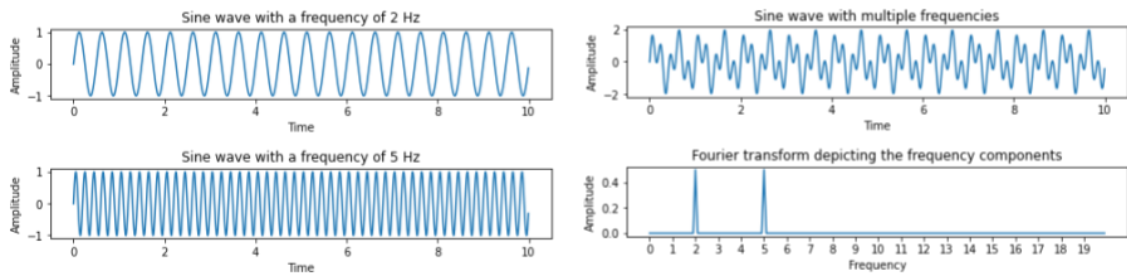 Sine wave with a frequency of 2 Hz
1
0
−1
Amplitude
0 2 4 6 8 10
Time
Sine wave with a frequency of 5 Hz
1
0
−1
Amplitude
0 2 4 6 8 10
Time
Sine wave with multiple frequencies
2
0
−2
Amplitude
0 2 4 6 8 10
Time
Fourier transform depicting the frequency components
0.4
0.2
0.0
Amplitude
0 1 2 3 4 5 6 7 8 9 10 11 12 13 14 15 16 17 18 19
Frequency